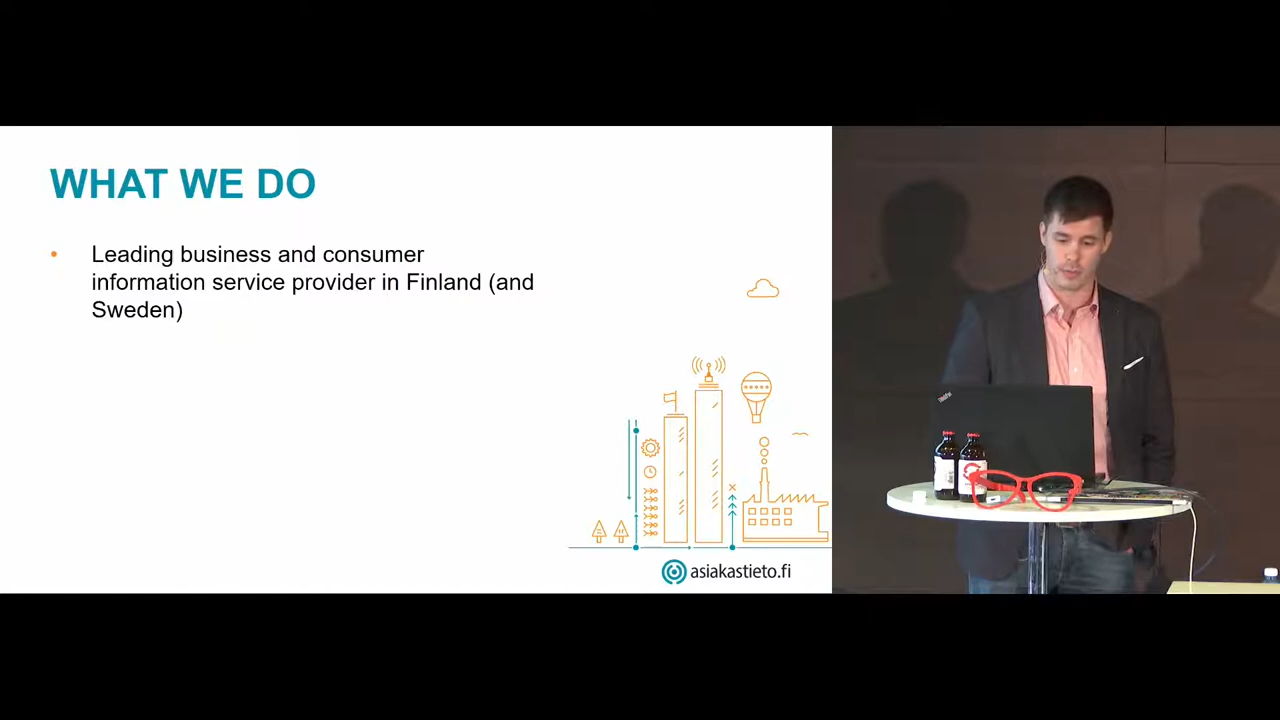 WHAT WE DO
• Leading business and consumer
information service provider in Finland (and
Sweden)
asiakastieto.fi